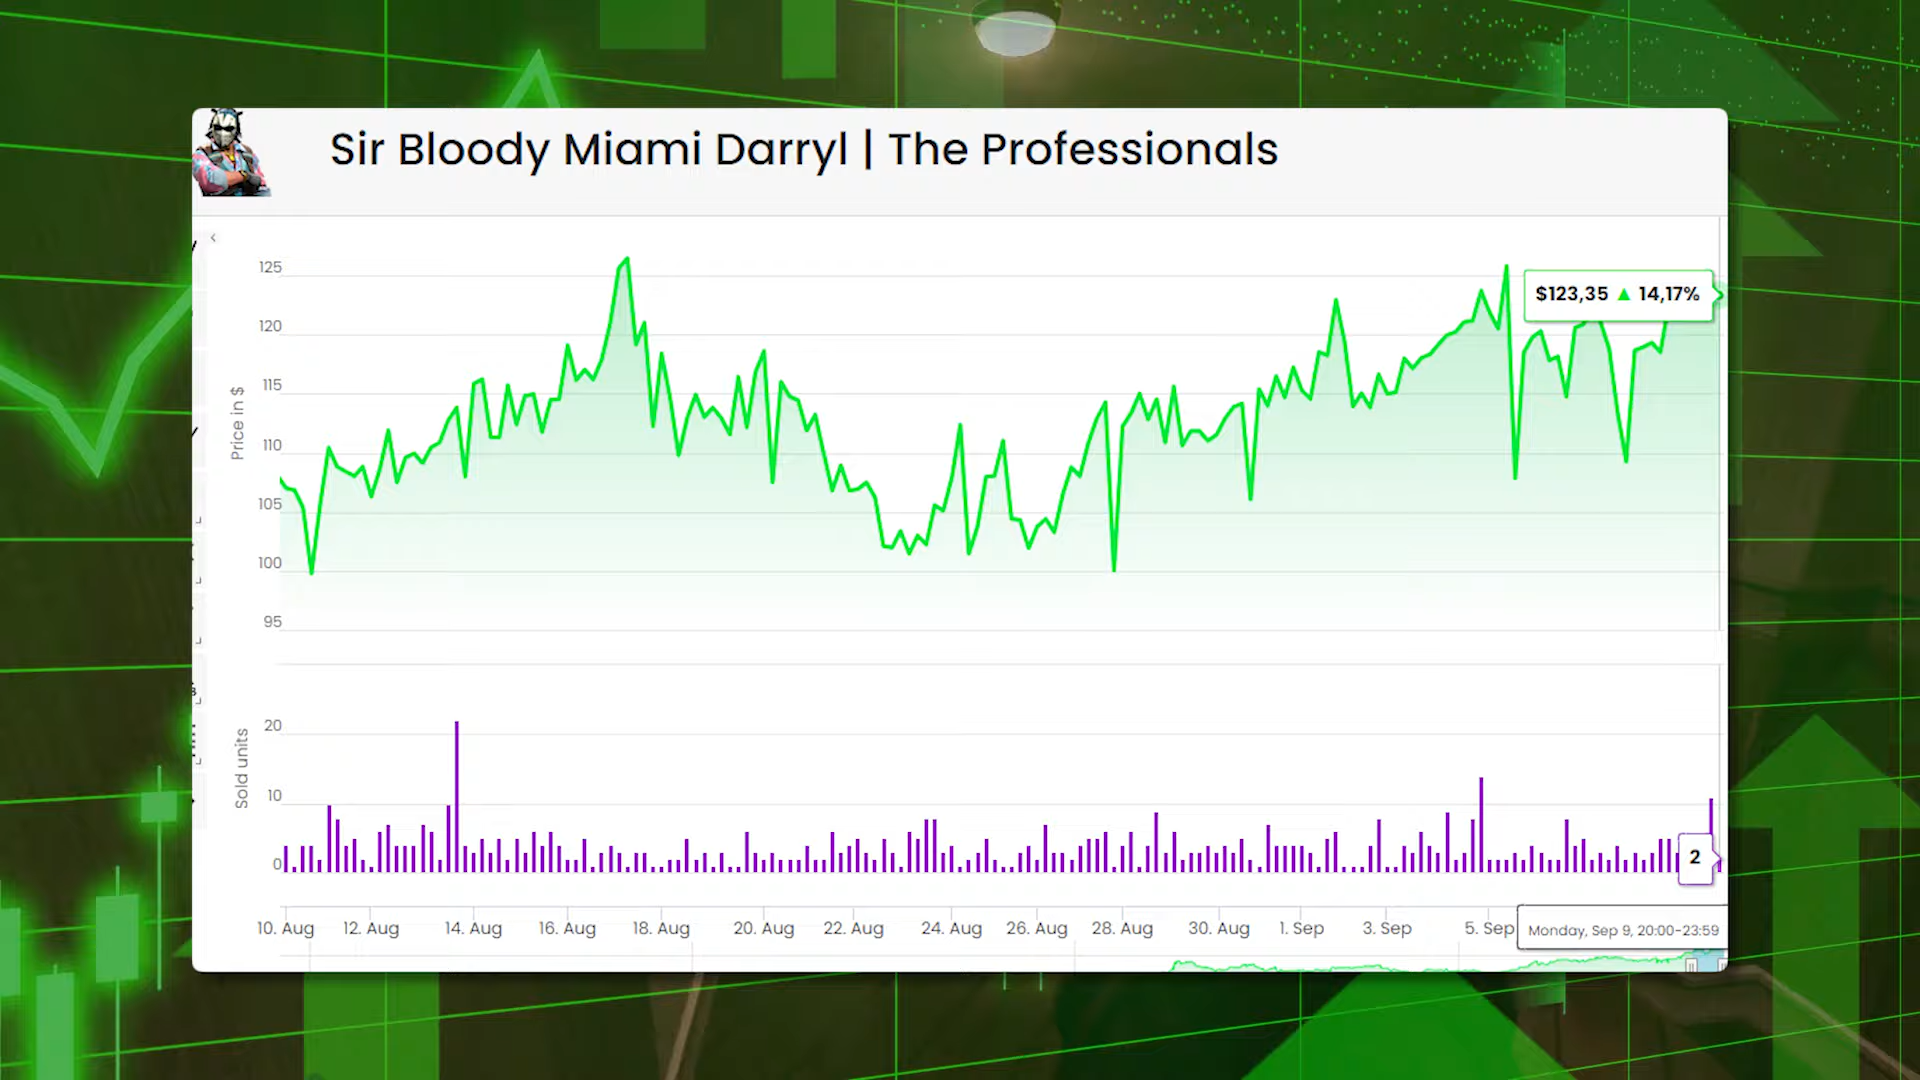 Sir Bloody Miami Darryl | The Professionals
Price in $
125
120
115
110
105
100
95
$123,35 ▲ 14,17%
Sold units
20
10
0
2
10. Aug 12. Aug 14. Aug 16. Aug 18. Aug 20. Aug 22. Aug 24. Aug 26. Aug 28. Aug 30. Aug 1. Sep 3. Sep 5. Sep
Monday, Sep 9, 20:00-23:59